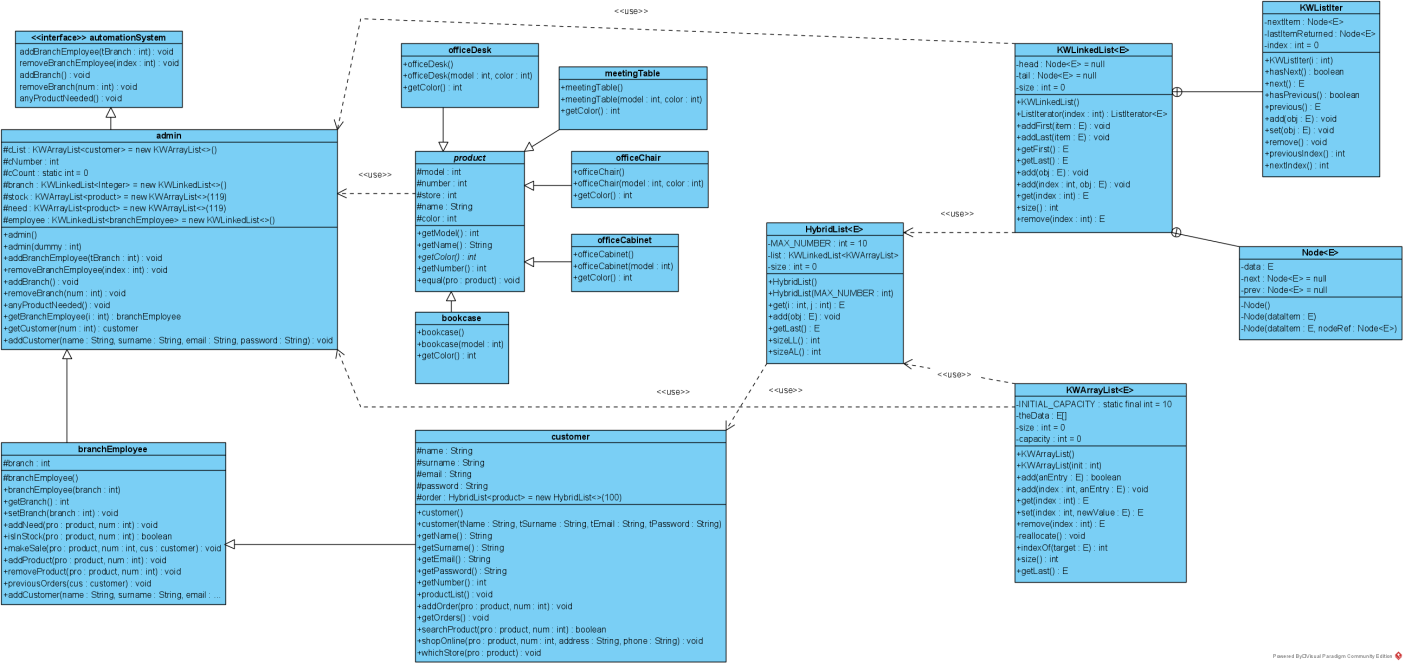 <<interface>> automationSystem
addBranchEmployee(tBranch : int) : void
removeBranchEmployee(index : int) : void
addBranch() : void
removeBranch(num : int) : void
anyProductNeeded() : void
admin
#cList : KWArrayList<customer> = new KWArrayList<>()
#cNumber : int
#cCount : static int = 0
#branch : KWLinkedList<Integer> = new KWLinkedList<>()
#stock : KWArrayList<product> = new KWArrayList<>(119)
#need : KWArrayList<product> = new KWArrayList<>(119)
#employee : KWLinkedList<branchEmployee> = new KWLinkedList<>()
+admin()
+admin(dummy : int)
+addBranchEmployee(tBranch : int) : void
+removeBranchEmployee(index : int) : void
+addBranch() : void
+removeBranch(num : int) : void
+anyProductNeeded() : void
+getBranchEmployee(i : int) : branchEmployee
+getCustomer(num : int) : customer
+addCustomer(name : String, surname : String, email : String, password : String) : void
branchEmployee
#branch : int
#branchEmployee()
+branchEmployee(branch : int)
+getBranch() : int
+setBranch(branch : int) : void
+addNeed(pro : product, num : int) : void
+isInStock(pro : product, num : int) : boolean
+makeSale(pro : product, num : int, cus : customer) : void
+addProduct(pro : product, num : int) : void
+removeProduct(pro : product, num : int) : void
+previousOrders(cus : customer) : void
+addCustomer(name : String, surname : String, email : ...
<<use>>
<<use>>
<<use>>
<<use>>
<<use>>
<<use>>
officeDesk
+officeDesk()
+officeDesk(model : int, color : int)
+getColor() : int
meetingTable
+meetingTable()
+meetingTable(model : int, color : int)
+getColor() : int
product
#model : int
#number : int
#store : int
#name : String
#color : int
+getModel() : int
+getName() : String
+getColor() : int
+getNumber() : int
+equal(pro : product) : void
officeChair
+officeChair()
+officeChair(model : int, color : int)
+getColor() : int
officeCabinet
+officeCabinet()
+officeCabinet(model : int)
+getColor() : int
bookcase
+bookcase()
+bookcase(model : int)
+getColor() : int
customer
#name : String
#surname : String
#email : String
#password : String
#order : HybridList<product> = new HybridList<>(100)
+customer()
+customer(tName : String, tSurname : String, tEmail : String, tPassword : String)
+getName() : String
+getSurname() : String
+getEmail() : String
+getPassword() : String
+getNumber() : int
+productList() : void
+addOrder(pro : product, num : int) : void
+getOrders() : void
+searchProduct(pro : product, num : int) : boolean
+shopOnline(pro : product, num : int, address : String, phone : String) : void
+whichStore(pro : product) : void
HybridList<E>
-MAX_NUMBER : int = 10
-list : KWLinkedList<KWArrayList>
-size : int = 0
+HybridList()
+HybridList(MAX_NUMBER : int)
+get(i : int, j : int) : E
+add(obj : E) : void
+getLast() : E
+sizeLL() : int
+sizeAL() : int
KWLinkedList<E>
-head : Node<E> = null
-tail : Node<E> = null
-size : int = 0
+KWLinkedList()
+ListIterator(index : int) : ListIterator<E>
+addFirst(item : E) : void
+addLast(item : E) : void
+getFirst() : E
+getLast() : E
+add(obj : E) : void
+add(index : int, obj : E) : void
+get(index : int) : E
+size() : int
+remove(index : int) : E
KWListIter
-nextItem : Node<E>
-lastItemReturned : Node<E>
-index : int = 0
+KWListIter(i : int)
+hasNext() : boolean
+next() : E
+hasPrevious() : boolean
+previous() : E
+add(obj : E) : void
+set(obj : E) : void
+remove() : void
+previousIndex() : int
+nextIndex() : int
Node<E>
-data : E
-next : Node<E> = null
-prev : Node<E> = null
-Node()
-Node(dataItem : E)
-Node(dataItem : E, nodeRef : Node<E>)
KWArrayList<E>
-INITIAL_CAPACITY : static final int = 10
-theData : E[]
-size : int = 0
-capacity : int = 0
+KWArrayList()
+KWArrayList(init : int)
+add(anEntry : E) : boolean
+add(index : int, anEntry : E) : void
+get(index : int) : E
+set(index : int, newValue : E) : E
+remove(index : int) : E
-reallocate() : void
+indexOf(target : E) : int
+size() : int
+getLast() : E
Powered By Visual Paradigm Community Edition